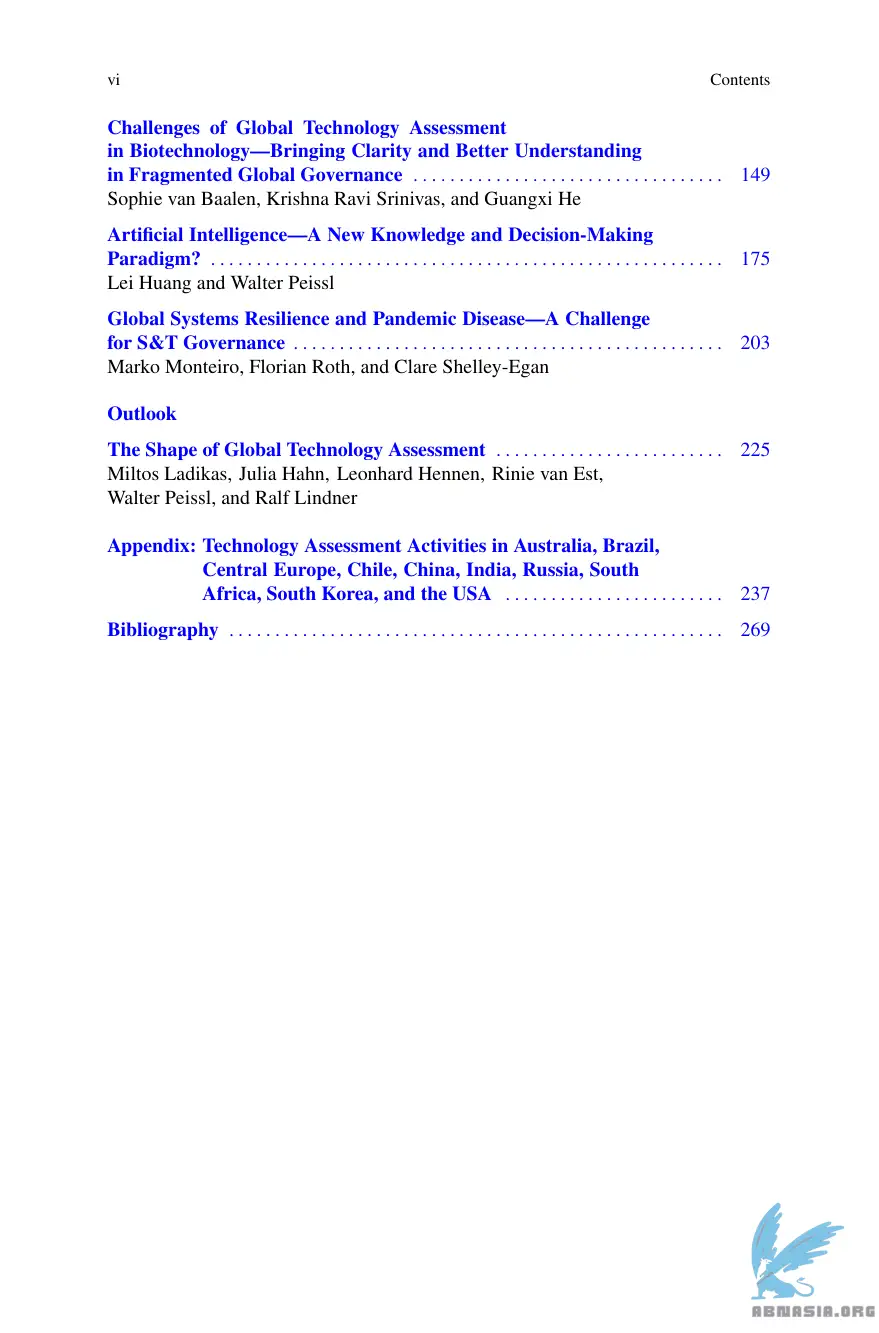 vi Contents
Challenges of Global Technology Assessment
in Biotechnology—Bringing Clarity and Better Understanding
in Fragmented Global Governance . . . . . . . . . . . . . . . . . . . . . . . . . . . . . . . . . . 149
Sophie van Baalen, Krishna Ravi Srinivas, and Guangxi He
Artificial Intelligence—A New Knowledge and Decision-Making
Paradigm? . . . . . . . . . . . . . . . . . . . . . . . . . . . . . . . . . . . . . . . . . . . . . . . . . . . . . . . . 175
Lei Huang and Walter Peissl
Global Systems Resilience and Pandemic Disease—A Challenge
for S&T Governance . . . . . . . . . . . . . . . . . . . . . . . . . . . . . . . . . . . . . . . . . . . . . . . 203
Marko Monteiro, Florian Roth, and Clare Shelley-Egan
Outlook
The Shape of Global Technology Assessment . . . . . . . . . . . . . . . . . . . . . . . . . 225
Miltos Ladikas, Julia Hahn, Leonhard Hennen, Rinie van Est,
Walter Peissl, and Ralf Lindner
Appendix: Technology Assessment Activities in Australia, Brazil,
Central Europe, Chile, China, India, Russia, South
Africa, South Korea, and the USA . . . . . . . . . . . . . . . . . . . . . . . . 237
Bibliography . . . . . . . . . . . . . . . . . . . . . . . . . . . . . . . . . . . . . . . . . . . . . . . . . . . . . . 269
ABNASIA.ORG